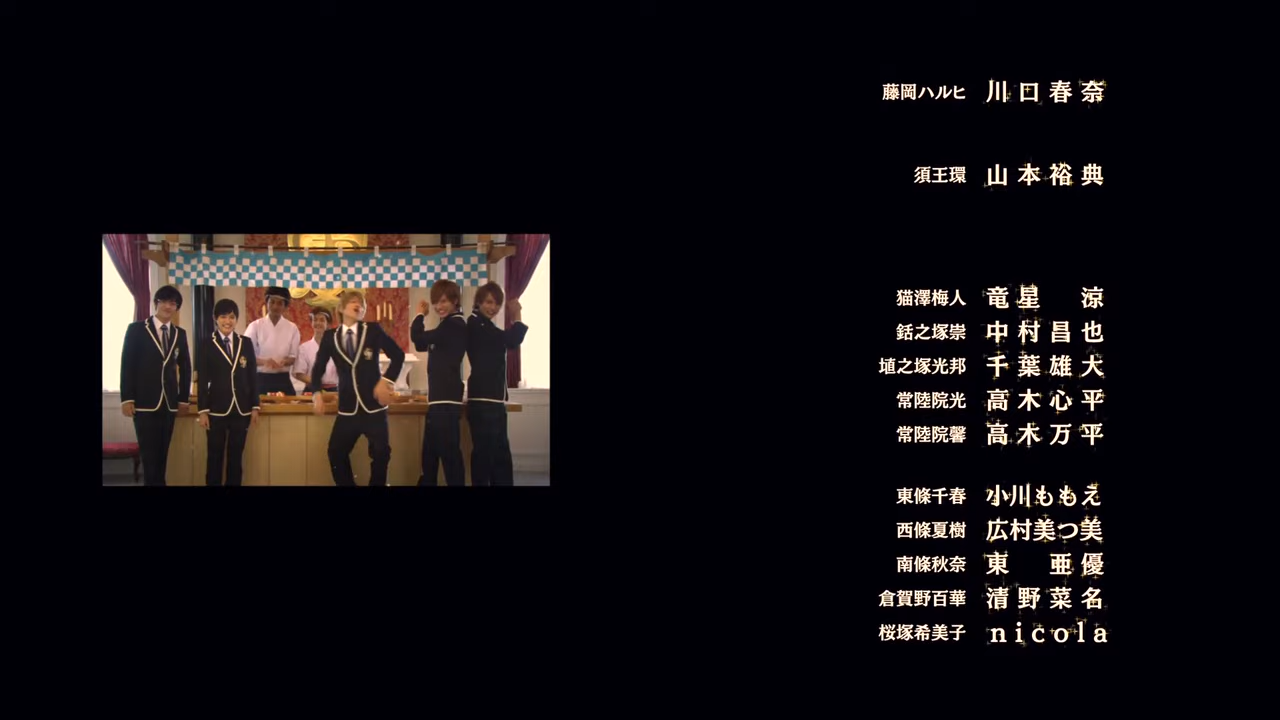 藤岡ハルヒ 川口春奈
須王環 山本裕典
猫澤梅人 竜星 涼
銛之塚崇 中村昌也
埴之塚光邦 千葉雄大
常陸院光 高木心平
常陸院馨 高木万平
東條千春 小川ももえ
西條夏樹 広村美つ美
南條秋奈 東 亜優
倉賀野百華 清野菜名
桜塚希美子 nicola